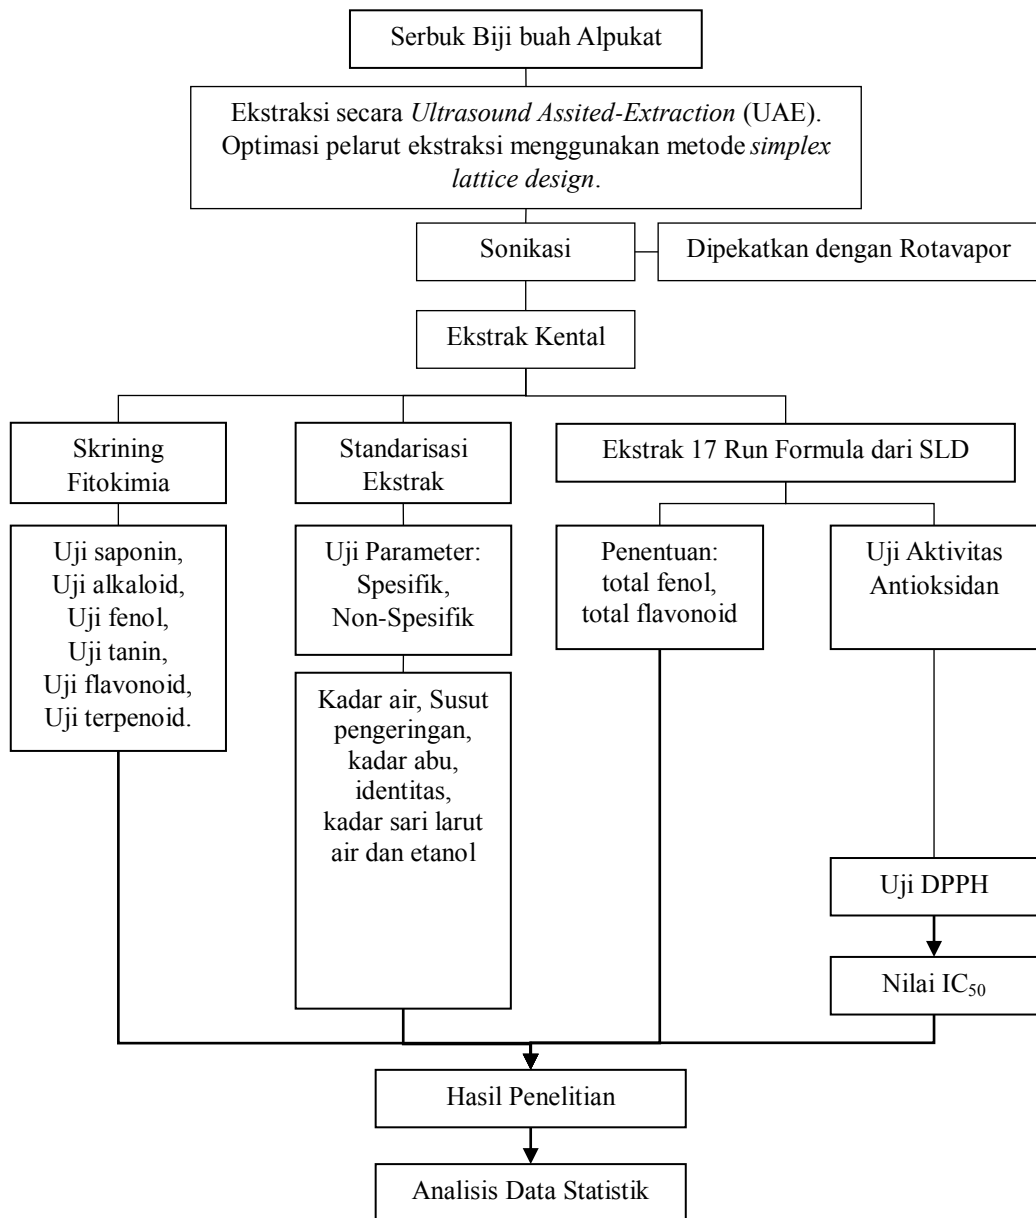 Serbuk Biji buah Alpukat
Ekstraksi secara Ultrasound Assited-Extraction (UAE).
Optimasi pelarut ekstraksi menggunakan metode simplex
lattice design.
Sonikasi
Dipekatkan dengan Rotavapor
Ekstrak Kental
Skrining
Fitokimia
Standarisasi
Ekstrak
Ekstrak 17 Run Formula dari SLD
Uji saponin,
Uji alkaloid,
Uji fenol,
Uji tanin,
Uji flavonoid,
Uji terpenoid.
Uji Parameter:
Spesifik,
Non-Spesifik
Penentuan:
total fenol,
total flavonoid
Uji Aktivitas
Antioksidan
Kadar air, Susut
pengeringan,
kadar abu,
identitas,
kadar sari larut
air dan etanol
Uji DPPH
Nilai IC50
Hasil Penelitian
Analisis Data Statistik